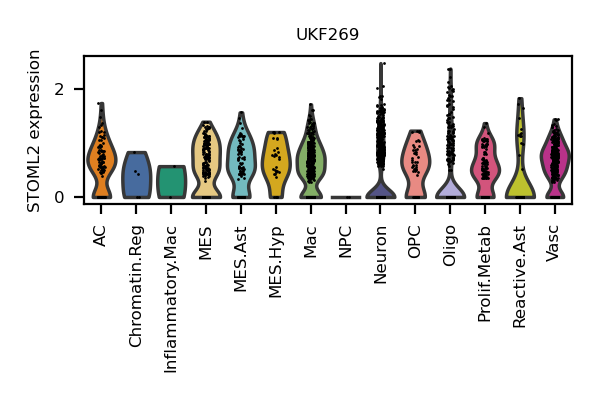 UKF269
STOML2 expression
2
0
AC
Chromatin.Reg
Inflammatory.Mac
MES
MES.Ast
MES.Hyp
Mac
NPC
Neuron
OPC
Oligo
Prolif.Metab
Reactive.Ast
Vasc